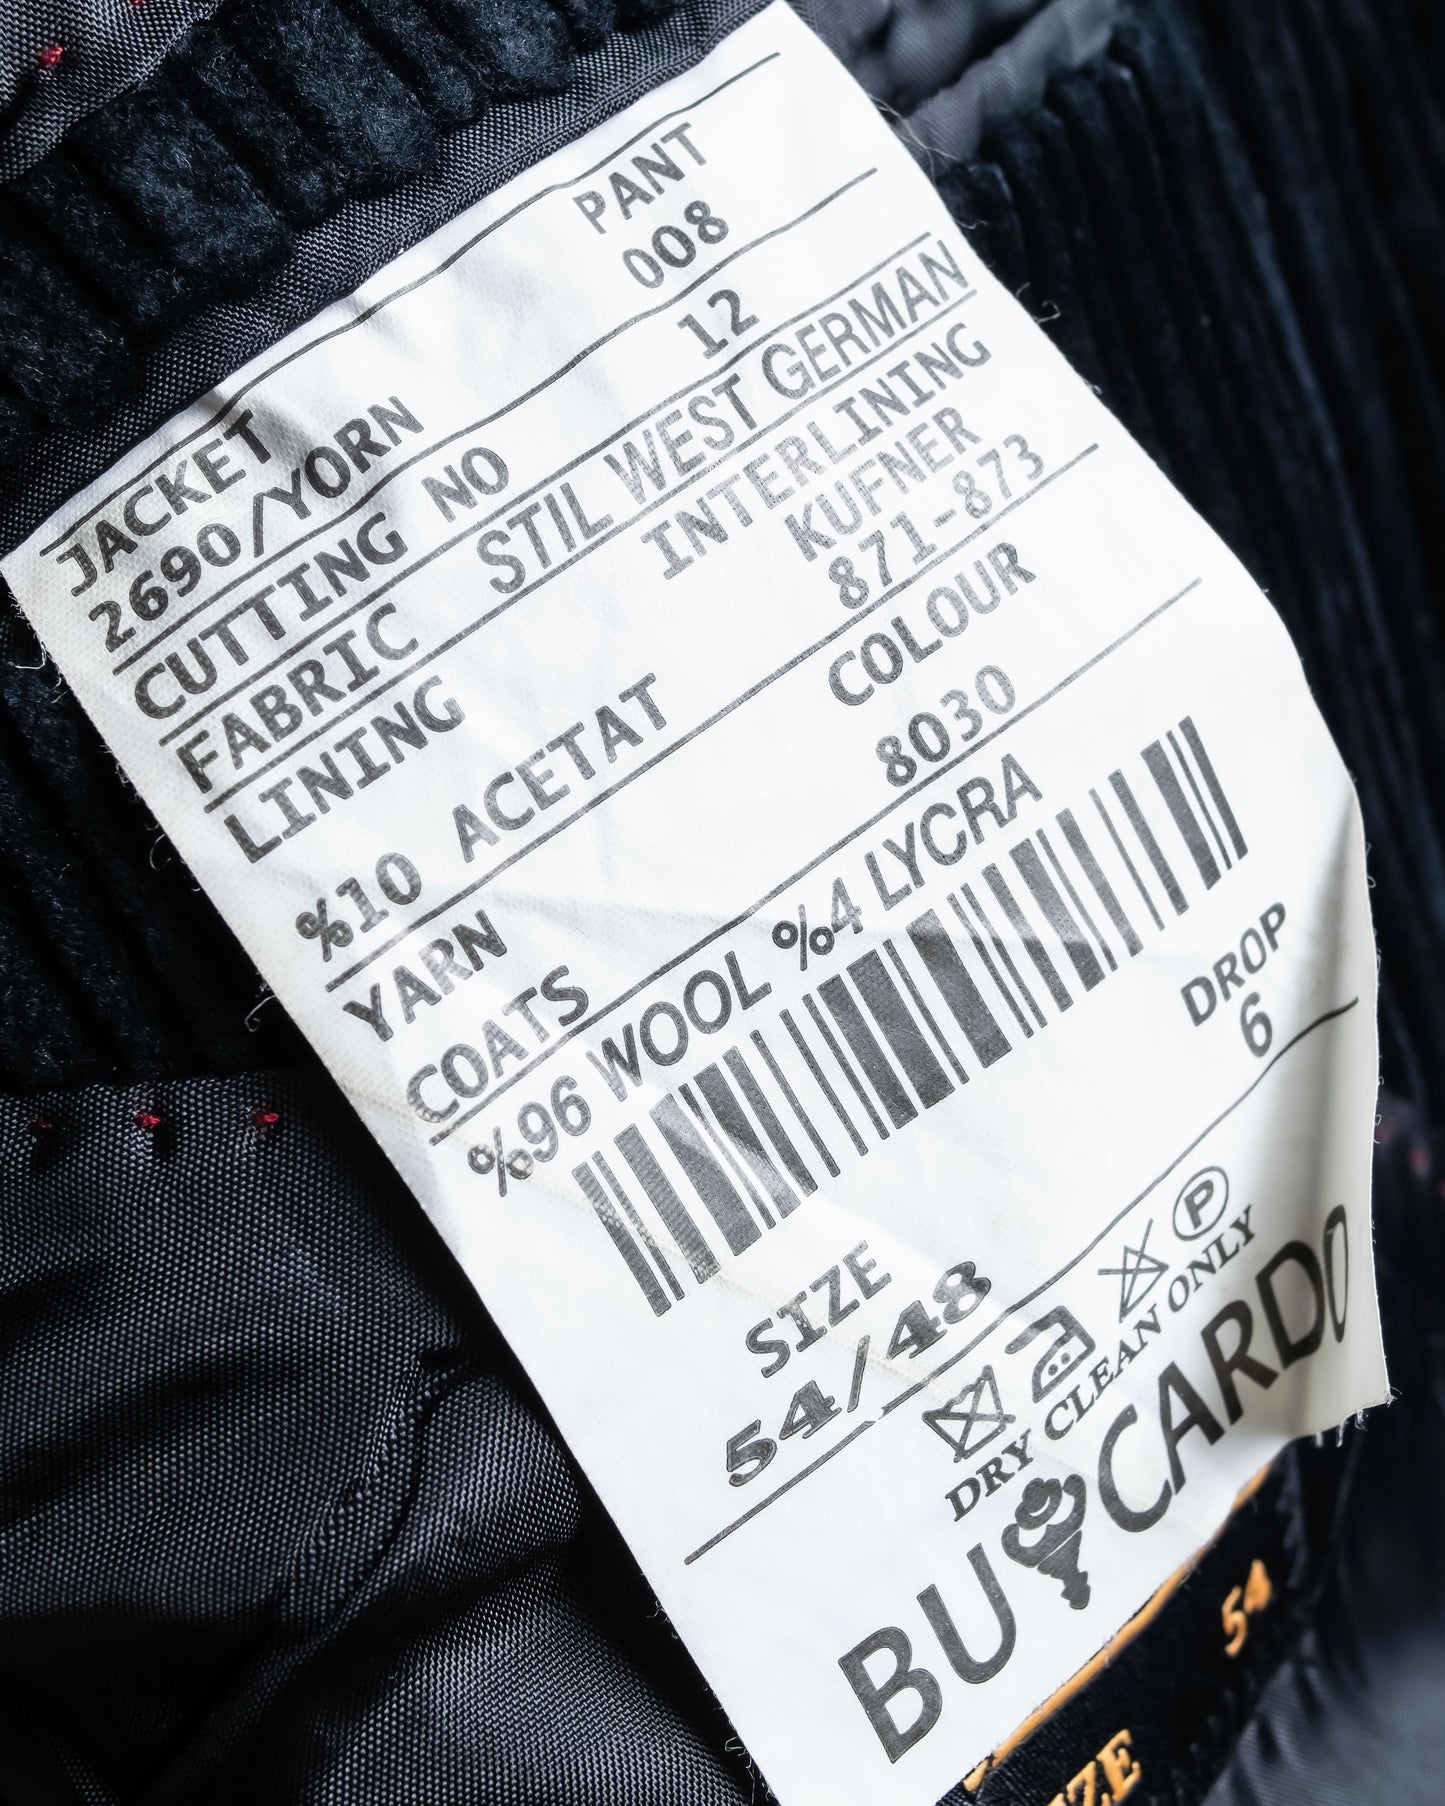 JACKET PANT
2690/YORN 008
CUTTING NO 12
FABRIC STIL WEST GERMAN
LINING INTERLINING
KUFNER
%10 ACETAT 871-873
YARN COLOUR
COATS 8030
%96 WOOL %4 LYCRA
SIZE DROP
54/48 6
P
DRY CLEAN ONLY
BU CARDO
54